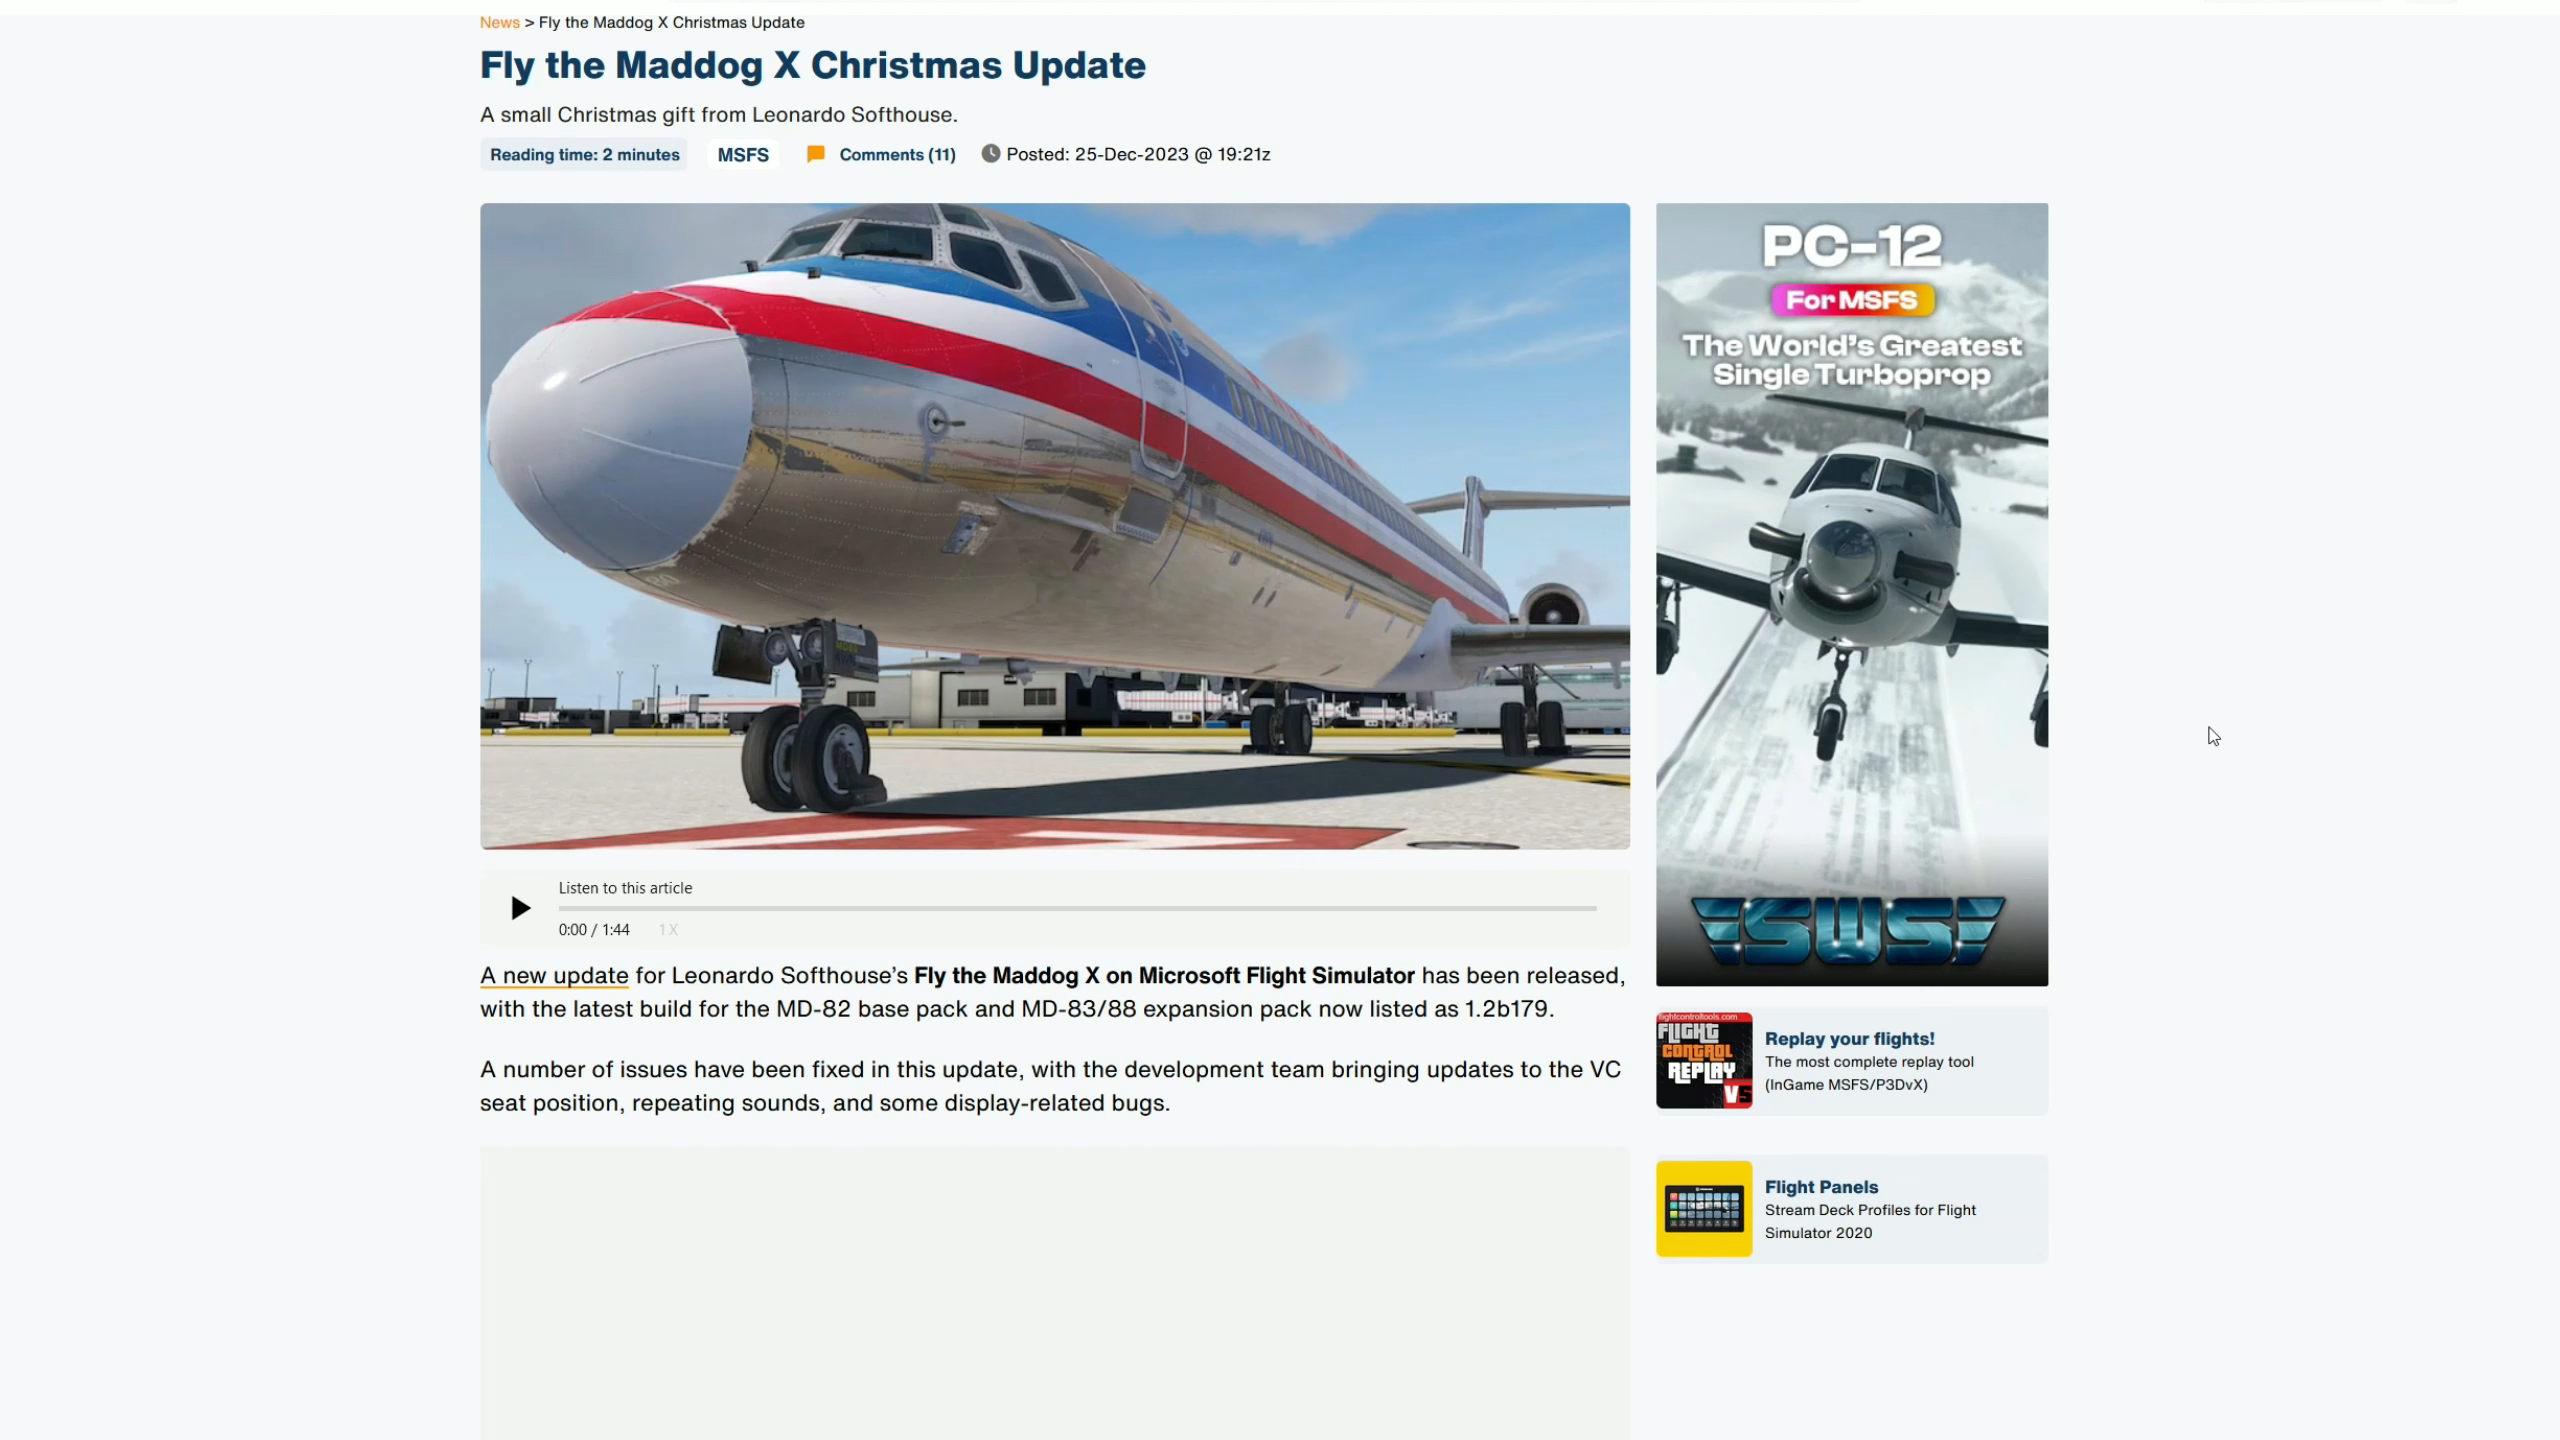 News > Fly the Maddog X Christmas Update
Fly the Maddog X Christmas Update
A small Christmas gift from Leonardo Softhouse.
Reading time: 2 minutes MSFS Comments (11) Posted: 25-Dec-2023 @ 19:21z
PC-12
For MSFS
The World's Greatest
Single Turboprop
SWS
Listen to this article
0:00 / 1:44 1X
A new update for Leonardo Softhouse’s Fly the Maddog X on Microsoft Flight Simulator has been released,
with the latest build for the MD-82 base pack and MD-83/88 expansion pack now listed as 1.2b179.
A number of issues have been fixed in this update, with the development team bringing updates to the VC
seat position, repeating sounds, and some display-related bugs.
flightcontroltools.com
FLIGHT
CONTROL
REPLAY
V5
Replay your flights!
The most complete replay tool
(InGame MSFS/P3DvX)
Flight Panels
Stream Deck Profiles for Flight
Simulator 2020